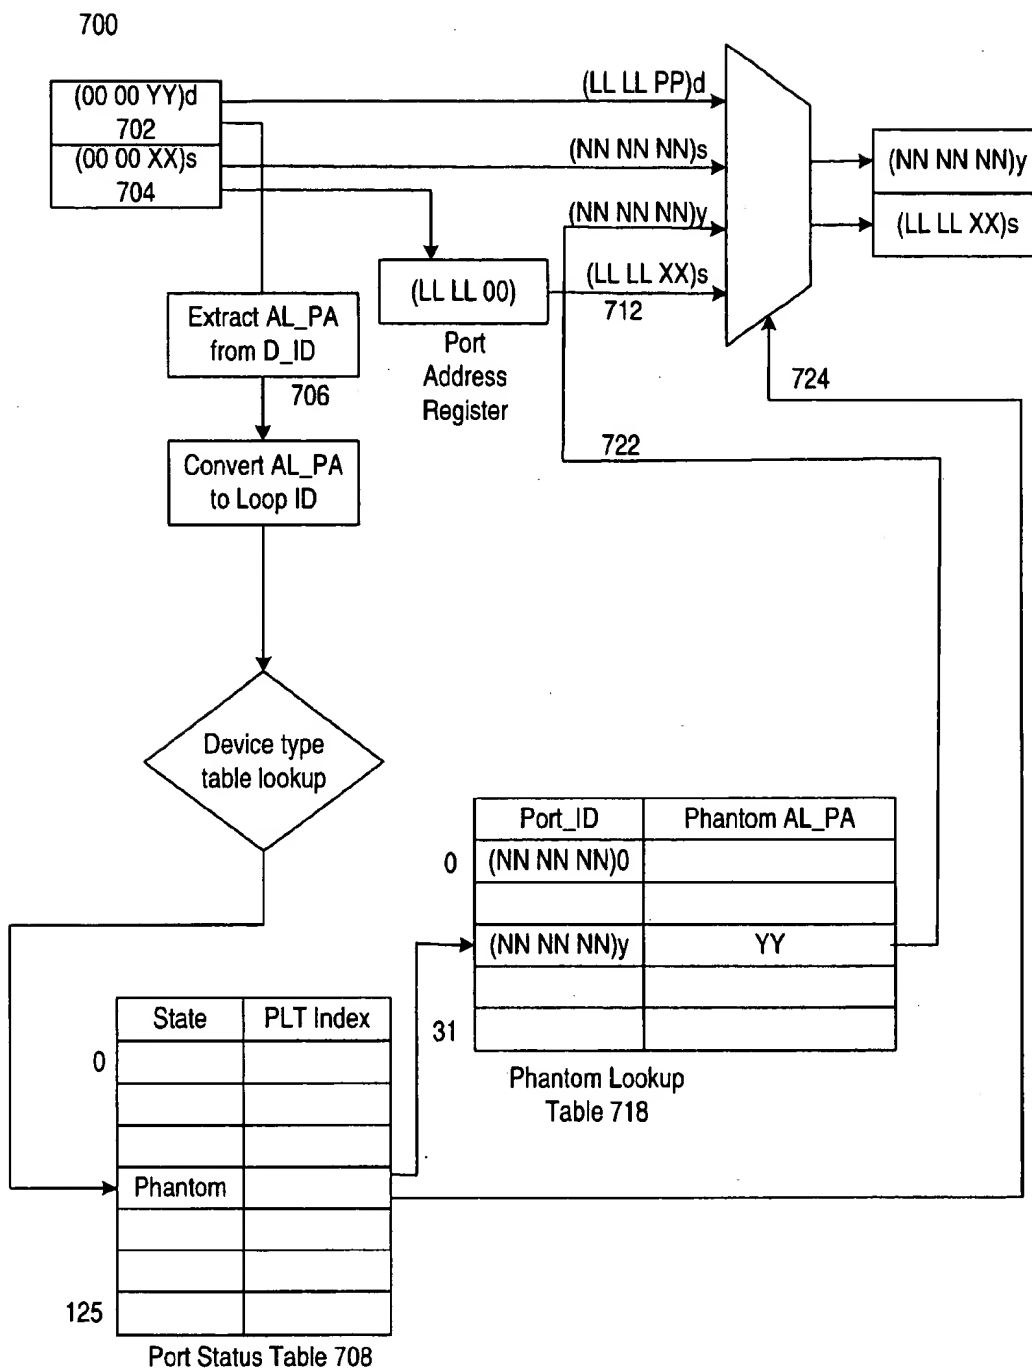 700
(00 00 YY)d
702
(00 00 XX)s
704
(LL LL PP)d
(NN NN NN)s
(NN NN NN)y
(LL LL XX)s
712
(NN NN NN)y
(LL LL XX)s
(LL LL 00)
Port
Address
Register
Extract AL_PA
from D_ID
706
724
722
Convert AL_PA
to Loop ID
Device type
table lookup
Port_ID
Phantom AL_PA
0
(NN NN NN)0
(NN NN NN)y
YY
31
Phantom Lookup
Table 718
State
PLT Index
0
Phantom
125
Port Status Table 708